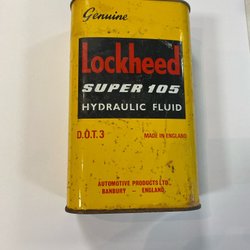 Genuine
Lockheed
SUPER 105
HYDRAULIC FLUID
D.O.T. 3 MADE IN ENGLAND
AUTOMOTIVE PRODUCTS LTD.
BANBURY - ENGLAND.